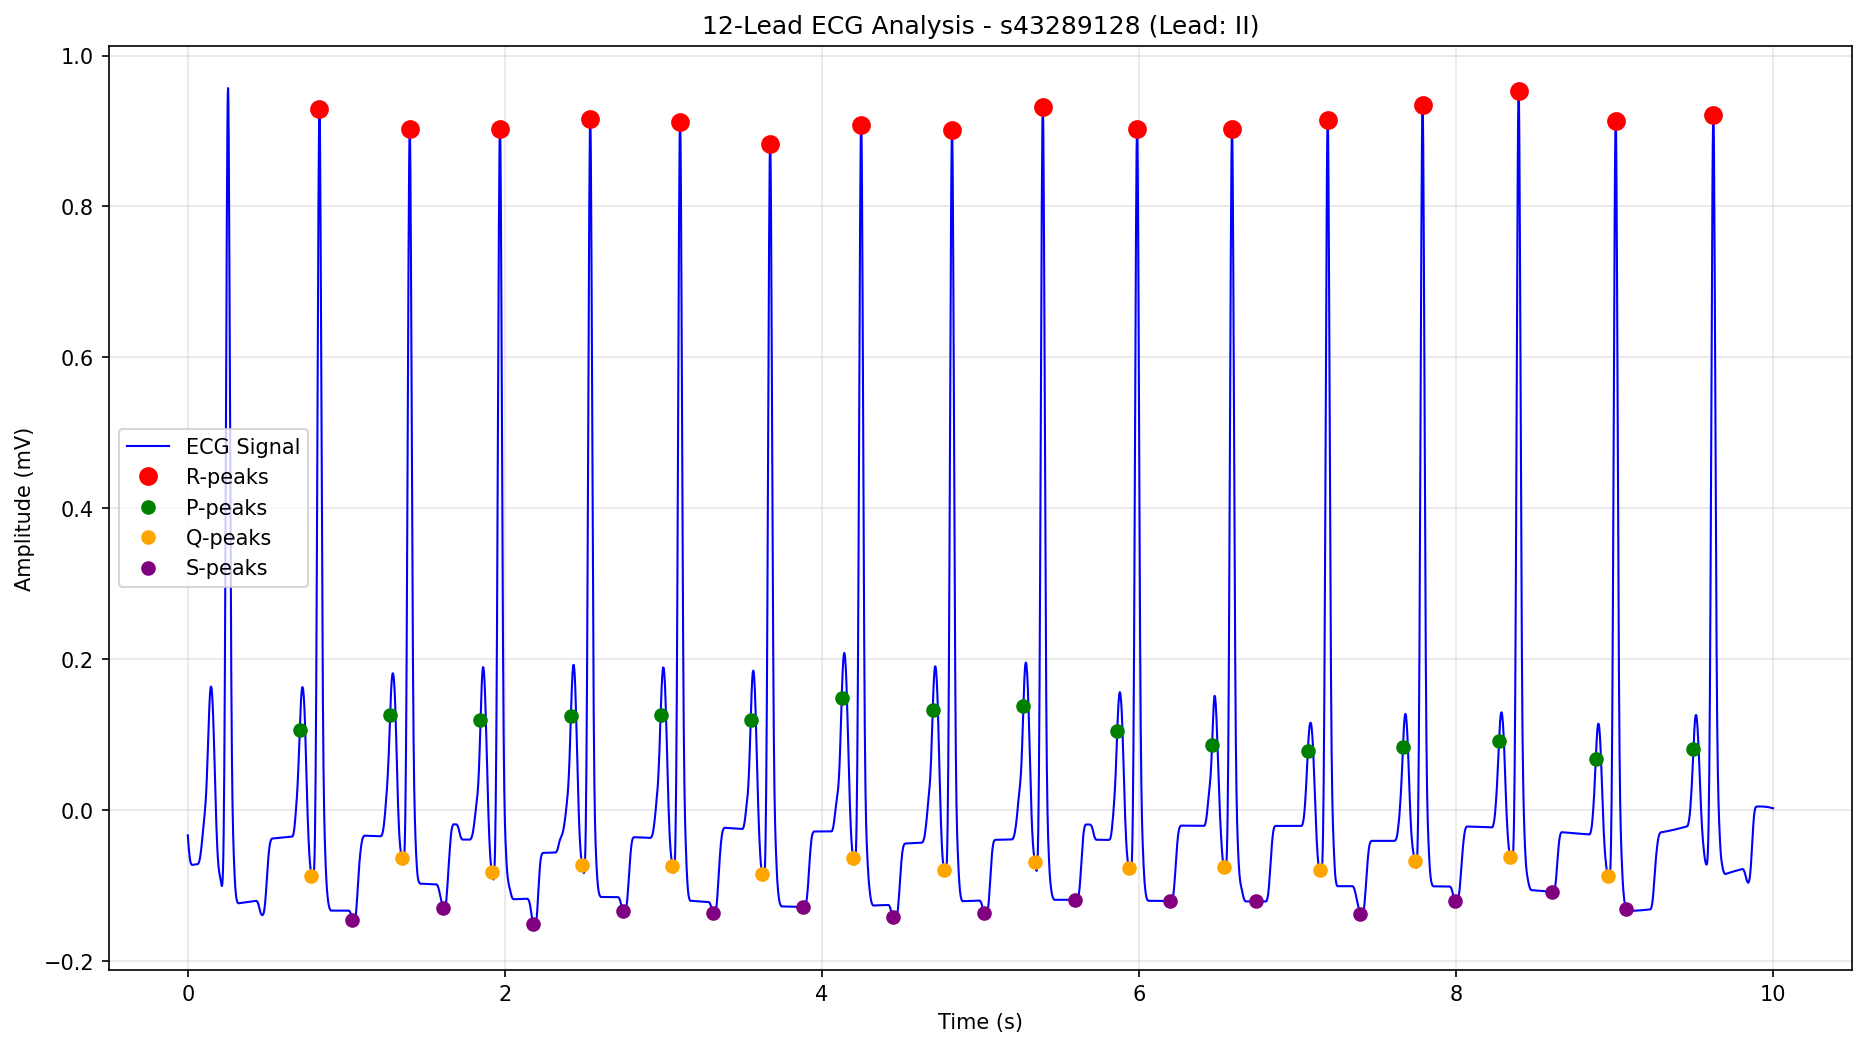 12-Lead ECG Analysis - s43289128 (Lead: II)
1.0
0.8
0.6
0.4
0.2
0.0
−0.2
Amplitude (mV)
ECG Signal
R-peaks
P-peaks
Q-peaks
S-peaks
0 2 4 6 8 10
Time (s)